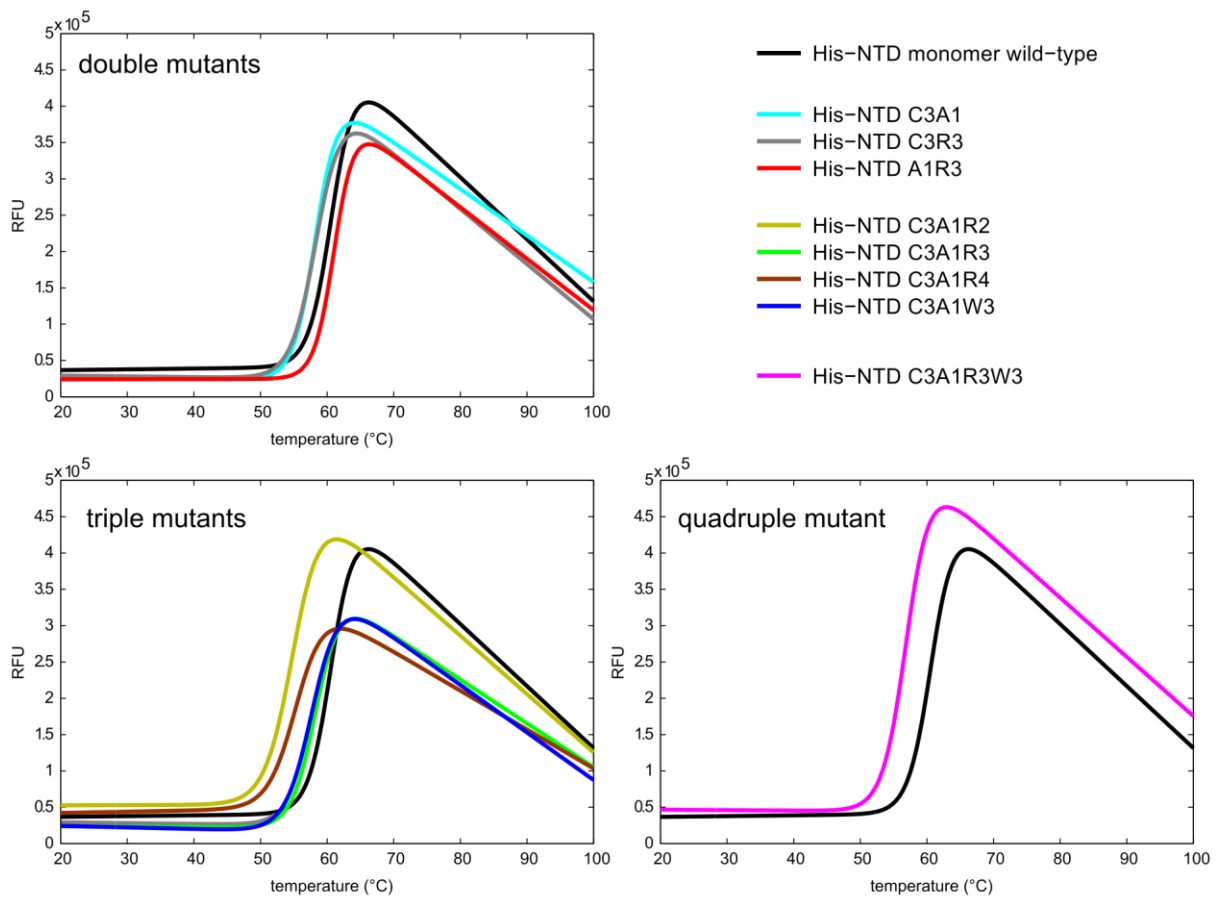 5×10⁵
4.5
4
3.5
3
2.5
2
1.5
1
0.5
0
RFU
double mutants
20 30 40 50 60 70 80 90 100
temperature (°C)
His−NTD monomer wild−type
His−NTD C3A1
His−NTD C3R3
His−NTD A1R3
His−NTD C3A1R2
His−NTD C3A1R3
His−NTD C3A1R4
His−NTD C3A1W3
His−NTD C3A1R3W3
5×10⁵
4.5
4
3.5
3
2.5
2
1.5
1
0.5
0
RFU
triple mutants
20 30 40 50 60 70 80 90 100
temperature (°C)
5×10⁵
4.5
4
3.5
3
2.5
2
1.5
1
0.5
0
RFU
quadruple mutant
20 30 40 50 60 70 80 90 100
temperature (°C)